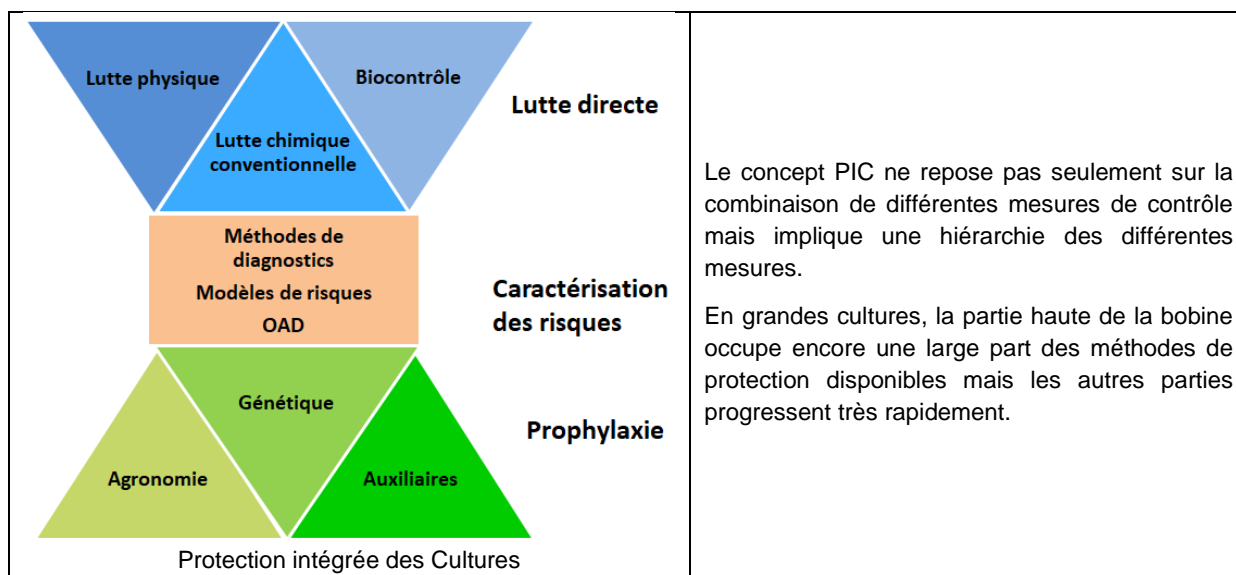 Lutte physique
Biocontrôle
Lutte chimique
conventionnelle
Lutte directe
Méthodes de
diagnostics
Modèles de risques
OAD
Caractérisation
des risques
Génétique
Agronomie
Auxiliaires
Prophylaxie
Protection intégrée des Cultures
Le concept PIC ne repose pas seulement sur la
combinaison de différentes mesures de contrôle
mais implique une hiérarchie des différentes
mesures.
En grandes cultures, la partie haute de la bobine
occupe encore une large part des méthodes de
protection disponibles mais les autres parties
progressent très rapidement.